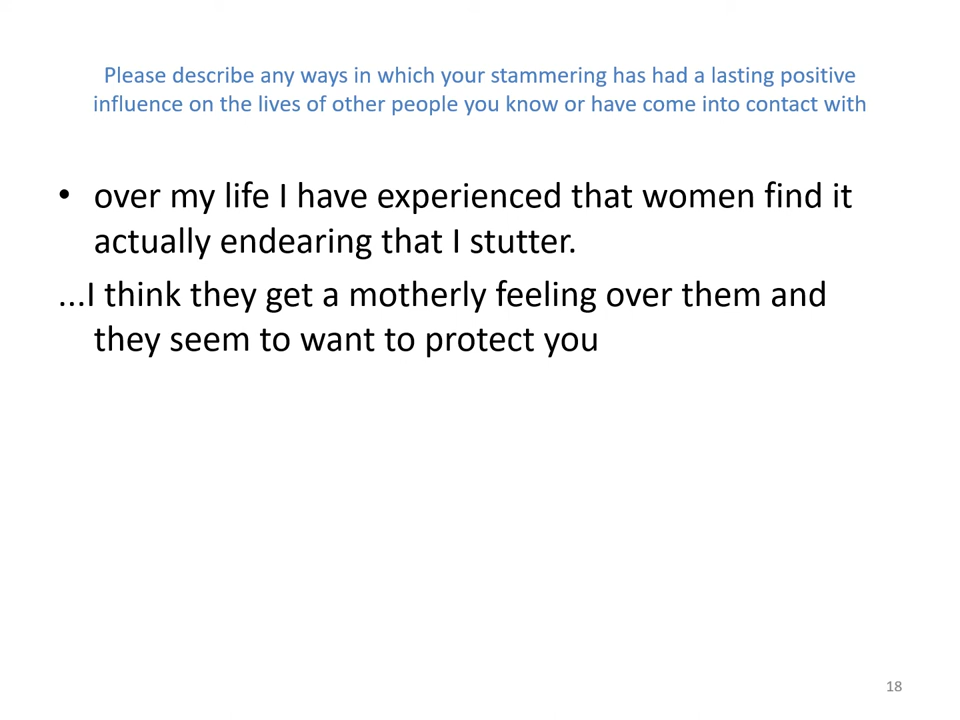 Please describe any ways in which your stammering has had a lasting positive
influence on the lives of other people you know or have come into contact with
• over my life I have experienced that women find it
actually endearing that I stutter.
...I think they get a motherly feeling over them and
they seem to want to protect you
18